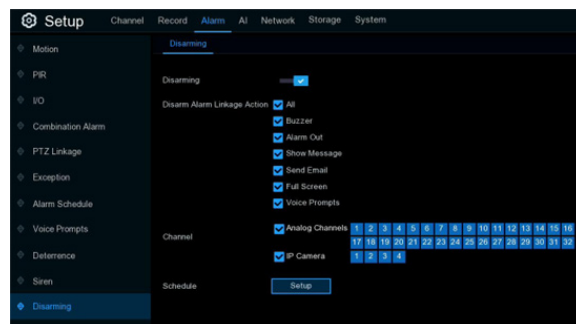 Setup Channel Record Alarm AI Network Storage System
Motion
PIR
I/O
Combination Alarm
PTZ Linkage
Exception
Alarm Schedule
Voice Prompts
Deterrence
Siren
Disarming
Disarming
Disarming
Disarm Alarm Linkage Action All
Buzzer
Alarm Out
Show Message
Send Email
Full Screen
Voice Prompts
Channel
Analog Channels 1 2 3 4 5 6 7 8 9 10 11 12 13 14 15 16
17 18 19 20 21 22 23 24 25 26 27 28 29 30 31 32
IP Camera 1 2 3 4
Schedule Setup